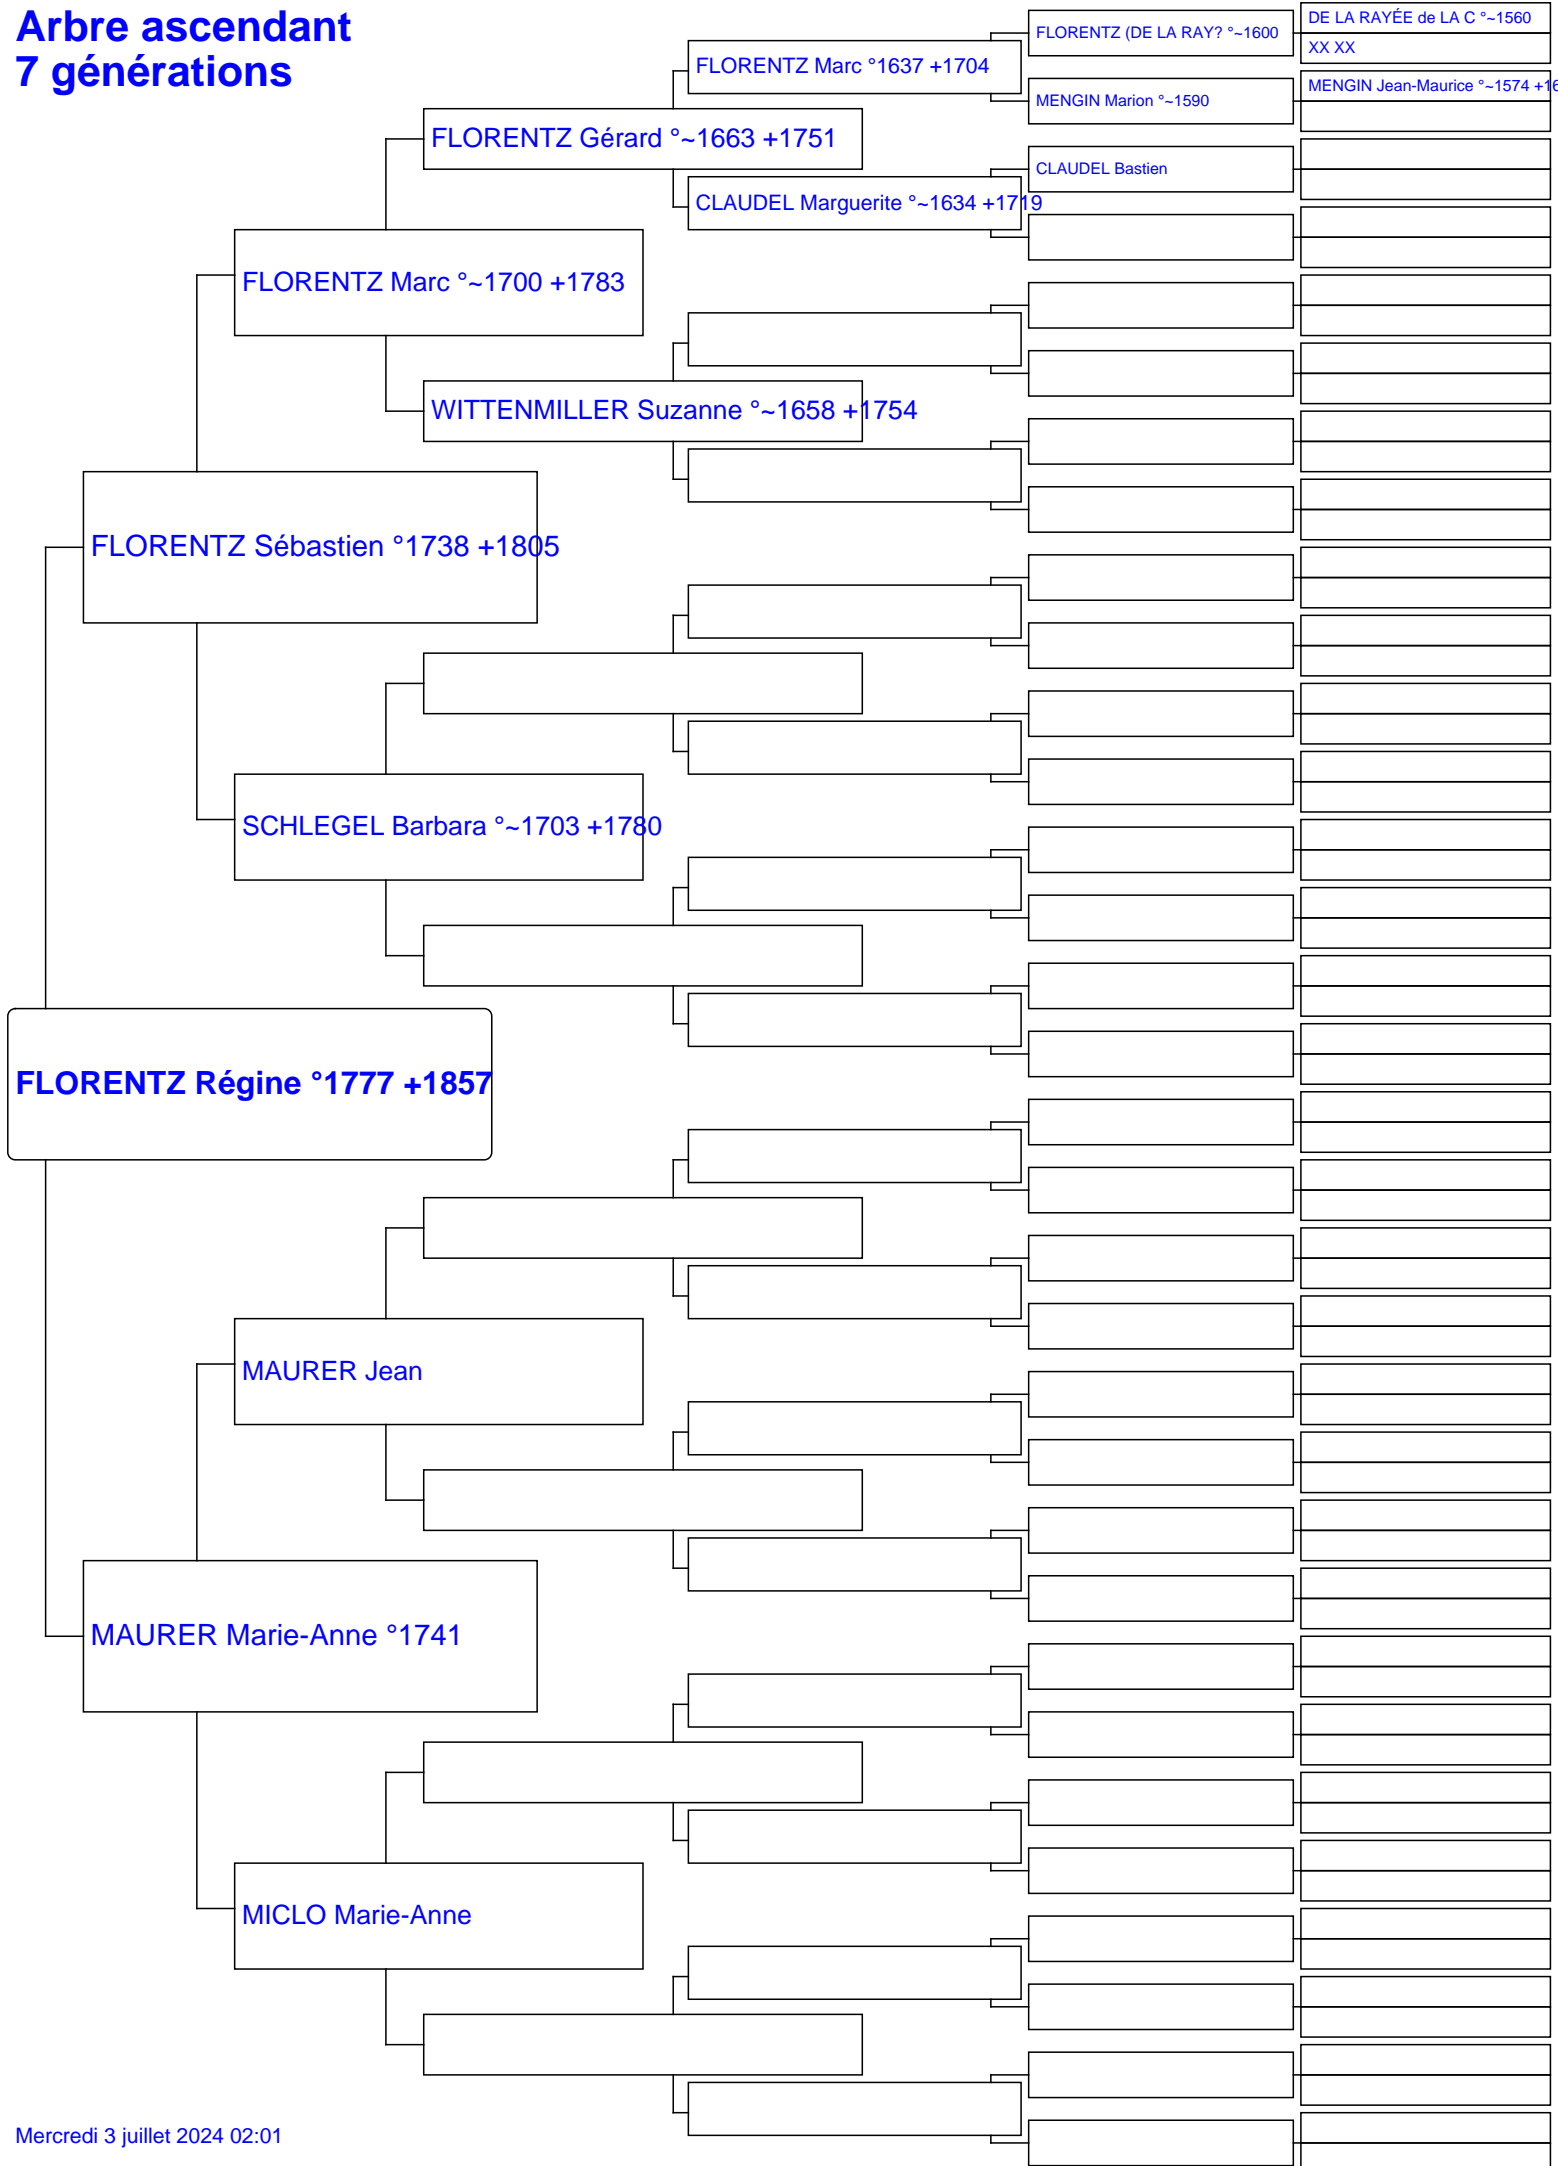 Arbre ascendant
7 générations
FLORENTZ Régine °1777 +1857
FLORENTZ Sébastien °1738 +1805
MAURER Marie-Anne °1741
FLORENTZ Marc °~1700 +1783
SCHLEGEL Barbara °~1703 +1780
MAURER Jean
MICLO Marie-Anne
FLORENTZ Gérard °~1663 +1751
WITTENMILLER Suzanne °~1658 +1754
FLORENTZ Marc °1637 +1704
CLAUDEL Marguerite °~1634 +1719
FLORENTZ (DE LA RAY? °~1600
MENGIN Marion °~1590
CLAUDEL Bastien
DE LA RAYÉE de LA C °~1560
XX XX
MENGIN Jean-Maurice °~1574
Mercredi 3 juillet 2024 02:01